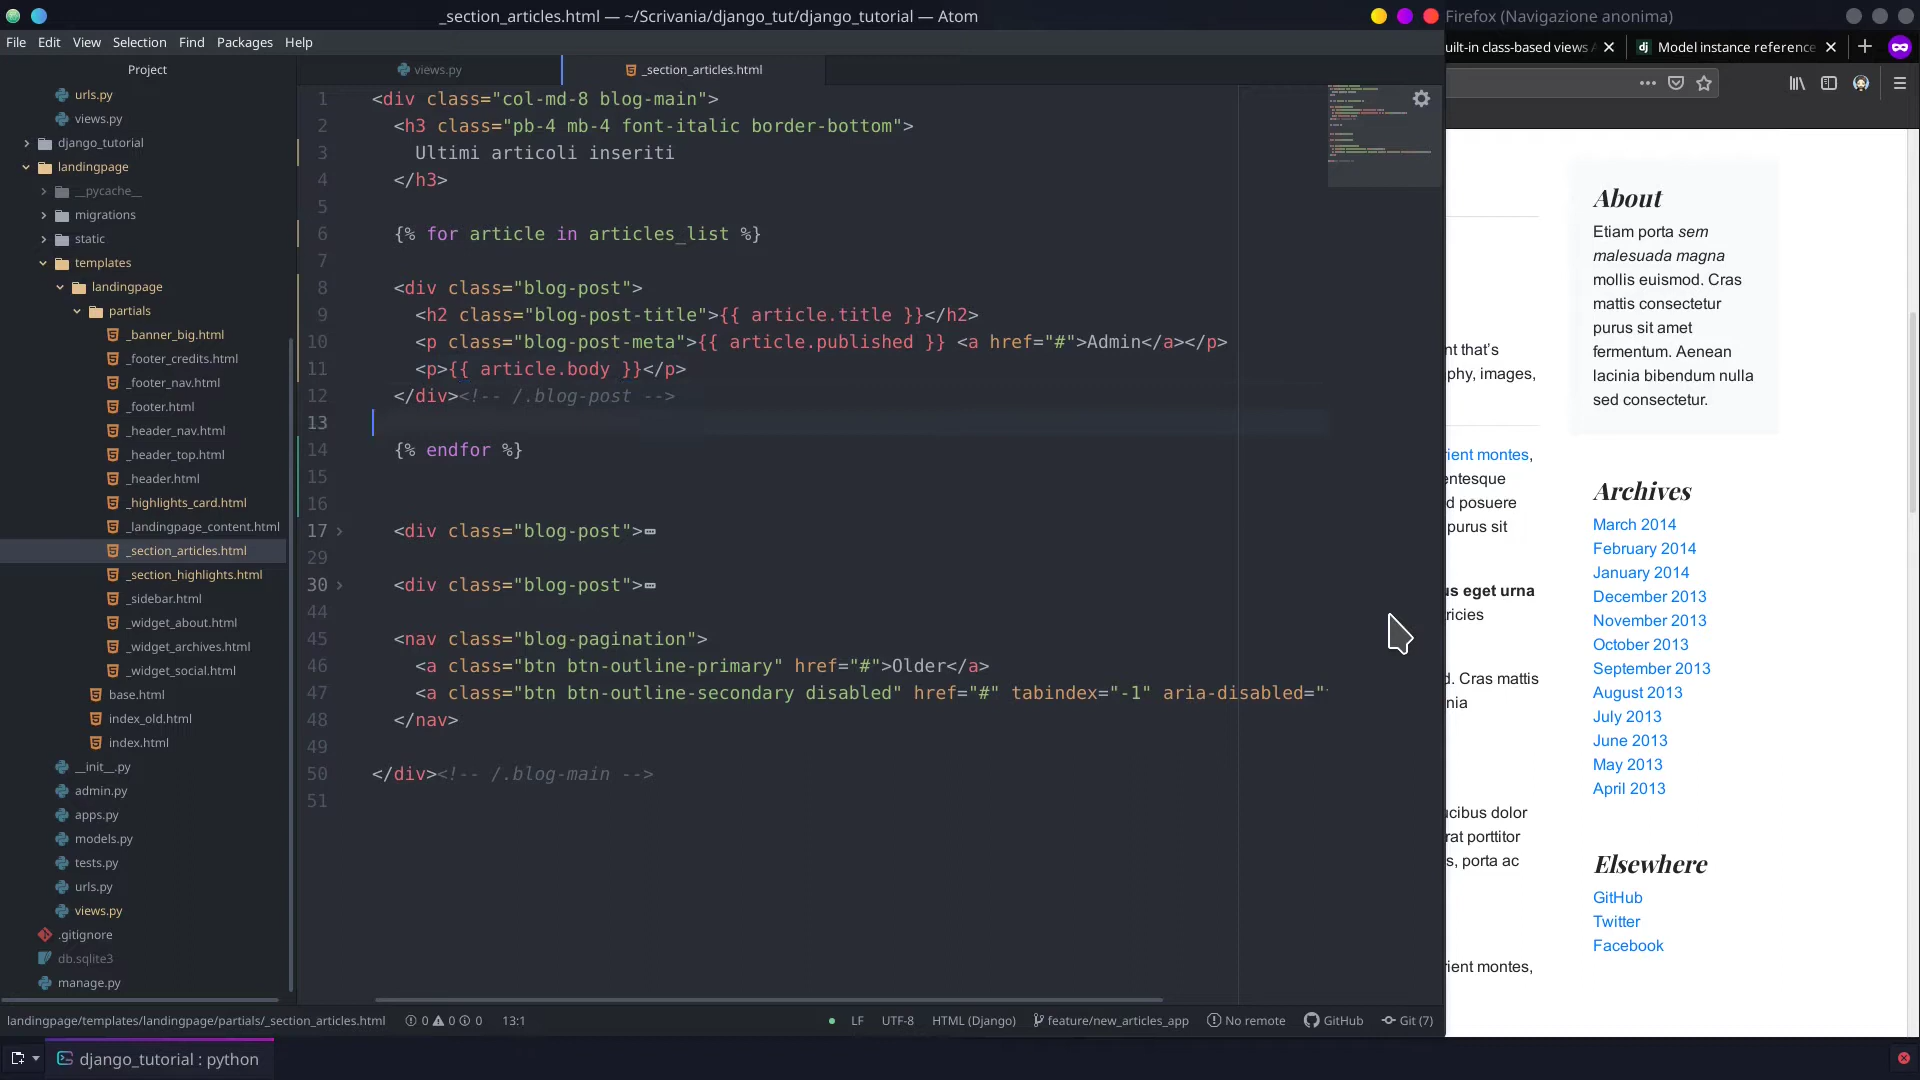 _section_articles.html — ~/Scrivania/django_tut/django_tutorial — Atom
Firefox (Navigazione anonima)
File Edit View Selection Find Packages Help
uilt-in class-based views
dj Model instance reference
Project
views.py
_section_articles.html
urls.py
views.py
django_tutorial
landingpage
__pycache__
migrations
static
templates
landingpage
partials
_banner_big.html
_footer_credits.html
_footer_nav.html
_footer.html
_header_nav.html
_header_top.html
_header.html
_highlights_card.html
_landingpage_content.html
_section_articles.html
_section_highlights.html
_sidebar.html
_widget_about.html
_widget_archives.html
_widget_social.html
base.html
index_old.html
index.html
__init__.py
admin.py
apps.py
models.py
tests.py
urls.py
views.py
.gitignore
db.sqlite3
manage.py
1 <div class="col-md-8 blog-main">
2 <h3 class="pb-4 mb-4 font-italic border-bottom">
3 Ultimi articoli inseriti
4 </h3>
5
6 {% for article in articles_list %}
7
8 <div class="blog-post">
9 <h2 class="blog-post-title">{{ article.title }}</h2>
10 <p class="blog-post-meta">{{ article.published }} <a href="#">Admin</a></p>
11 <p>{{ article.body }}</p>
12 </div><!-- /.blog-post -->
13
14 {% endfor %}
15
16
17 <div class="blog-post">
29
30 <div class="blog-post">
44
45 <nav class="blog-pagination">
46 <a class="btn btn-outline-primary" href="#">Older</a>
47 <a class="btn btn-outline-secondary disabled" href="#" tabindex="-1" aria-disabled="
48 </nav>
49
50 </div><!-- /.blog-main -->
51
nt that's
phy, images,
rient montes,
entesque
d posuere
purus sit
us eget urna
ricies
d. Cras mattis
nia
ucibus dolor
rat porttitor
s, porta ac
rient montes,
About
Etiam porta sem
malesuada magna
mollis euismod. Cras
mattis consectetur
purus sit amet
fermentum. Aenean
lacinia bibendum nulla
sed consectetur.
Archives
March 2014
February 2014
January 2014
December 2013
November 2013
October 2013
September 2013
August 2013
July 2013
June 2013
May 2013
April 2013
Elsewhere
GitHub
Twitter
Facebook
landingpage/templates/landingpage/partials/_section_articles.html 0 0 0 13:1
LF UTF-8 HTML (Django) feature/new_articles_app No remote GitHub Git (7)
django_tutorial : python